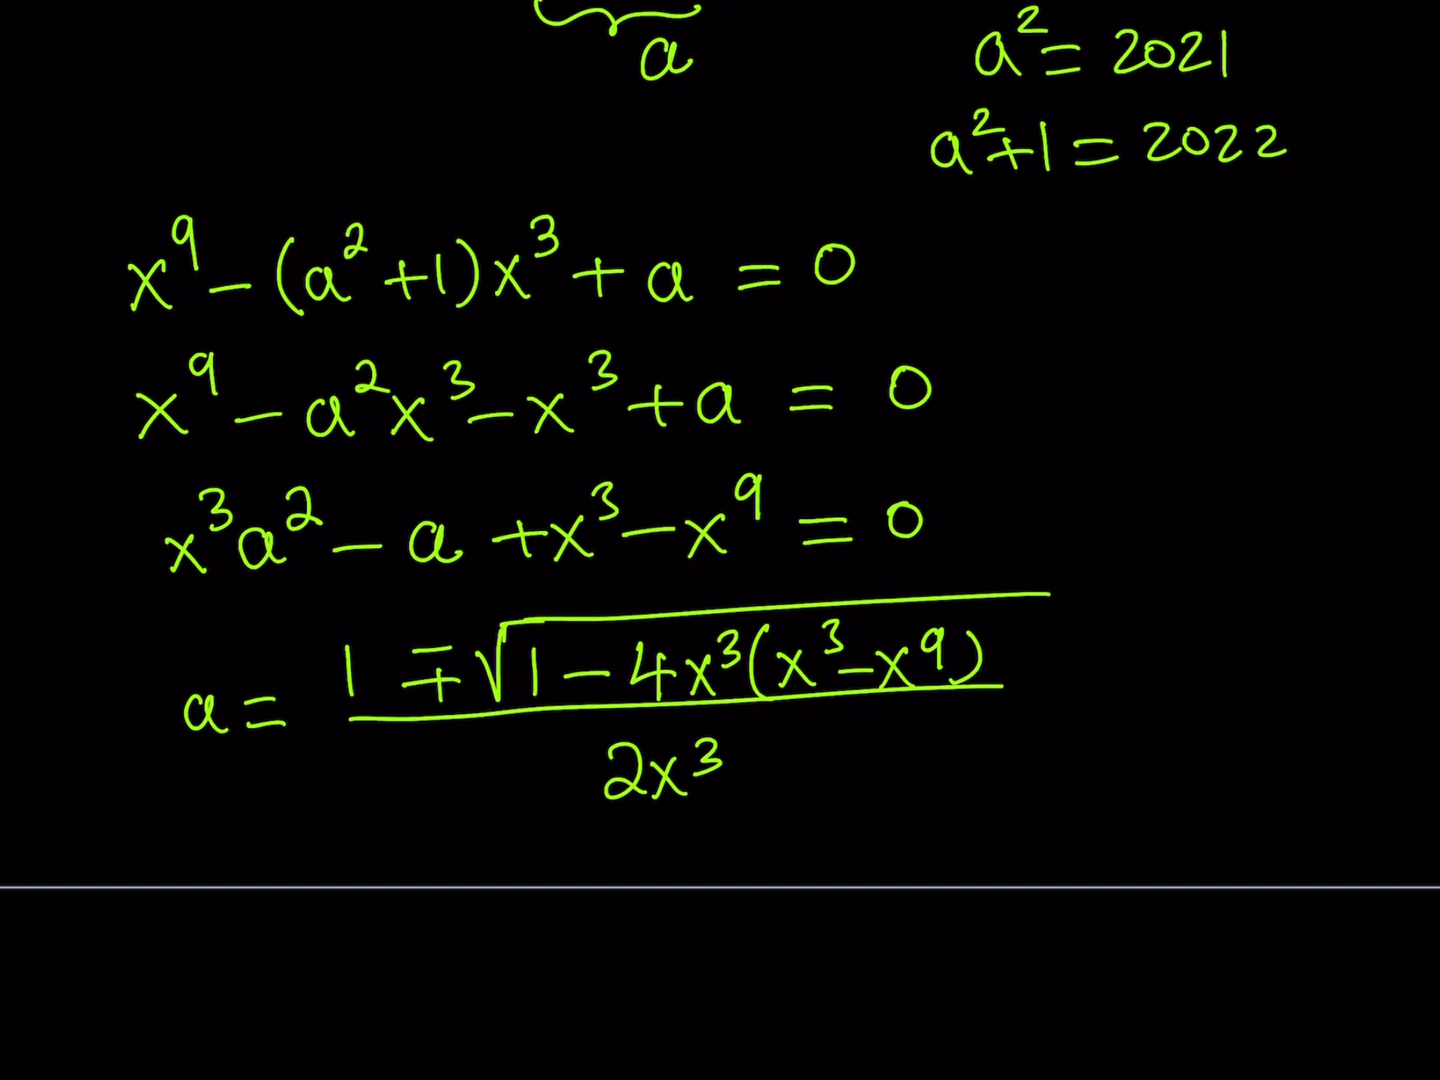 a
a² = 2021
a²+1 = 2022
x⁹ − (a²+1)x³ + a = 0
x⁹ − a²x³ − x³ + a = 0
x³a² − a + x³ − x⁹ = 0
a = (1 ∓ √(1 − 4x³(x³ − x⁹))) / 2x³